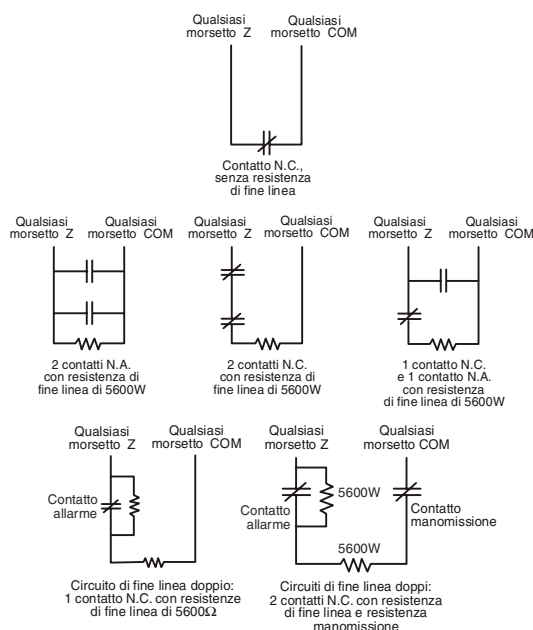 Qualsiasi
morsetto Z
Qualsiasi
morsetto COM
Contatto N.C.,
senza resistenza
di fine linea
Qualsiasi
morsetto Z
Qualsiasi
morsetto COM
Qualsiasi
morsetto Z
Qualsiasi
morsetto COM
Qualsiasi
morsetto Z
Qualsiasi
morsetto COM
2 contatti N.A.
con resistenza di
fine linea di 5600W
2 contatti N.C.
con resistenza di
fine linea di 5600W
1 contatto N.C.
e 1 contatto N.A.
con resistenza
di fine linea di 5600W
Qualsiasi
morsetto Z
Qualsiasi
morsetto COM
Contatto
allarme
Circuito di fine linea doppio:
1 contatto N.C. con resistenze
di fine linea di 5600Ω
Qualsiasi
morsetto Z
Qualsiasi
morsetto COM
Contatto
allarme
5600W
Contatto
manomissione
5600W
Circuiti di fine linea doppi:
2 contatti N.C. con resistenza
di fine linea e resistenza
manomissione